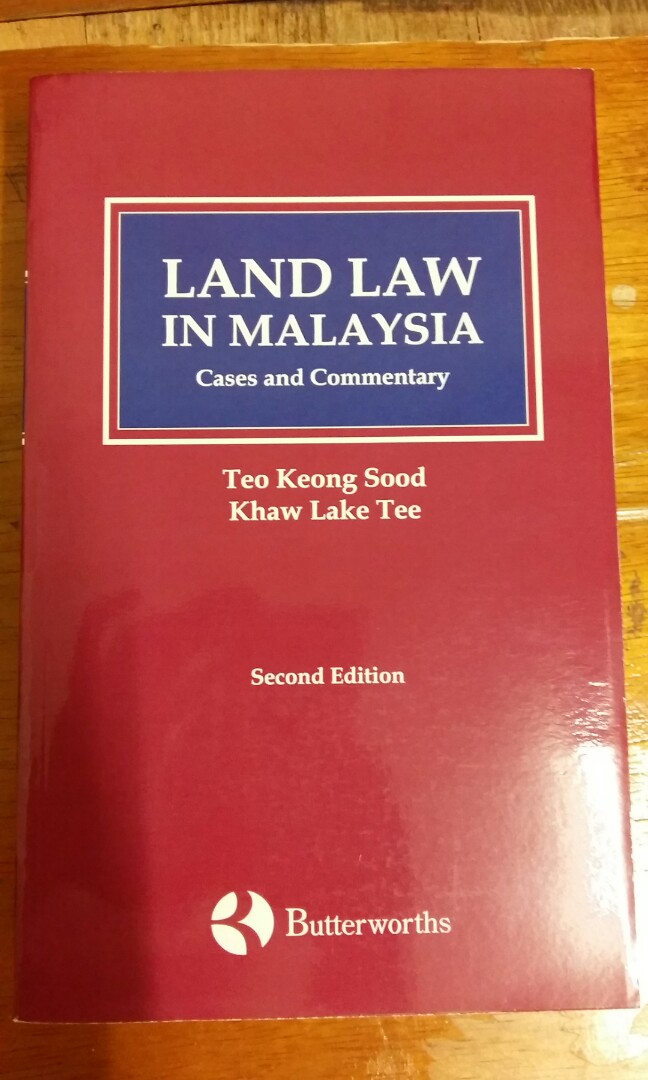 LAND LAW
IN MALAYSIA
Cases and Commentary
Teo Keong Sood
Khaw Lake Tee
Second Edition
Butterworths